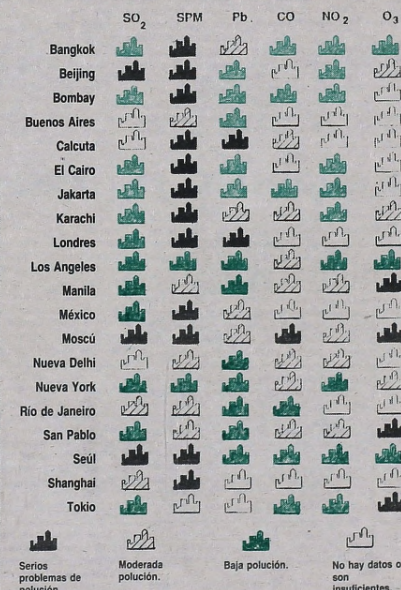 SO2 SPM Pb. CO NO2 O3
Bangkok
Beijing
Bombay
Buenos Aires
Calcuta
El Cairo
Jakarta
Karachi
Londres
Los Angeles
Manila
México
Moscú
Nueva Delhi
Nueva York
Río de Janeiro
San Pablo
Seúl
Shanghai
Tokio
Serios
problemas de
polución.
Moderada
polución.
Baja polución.
No hay datos o
son
insuficientes